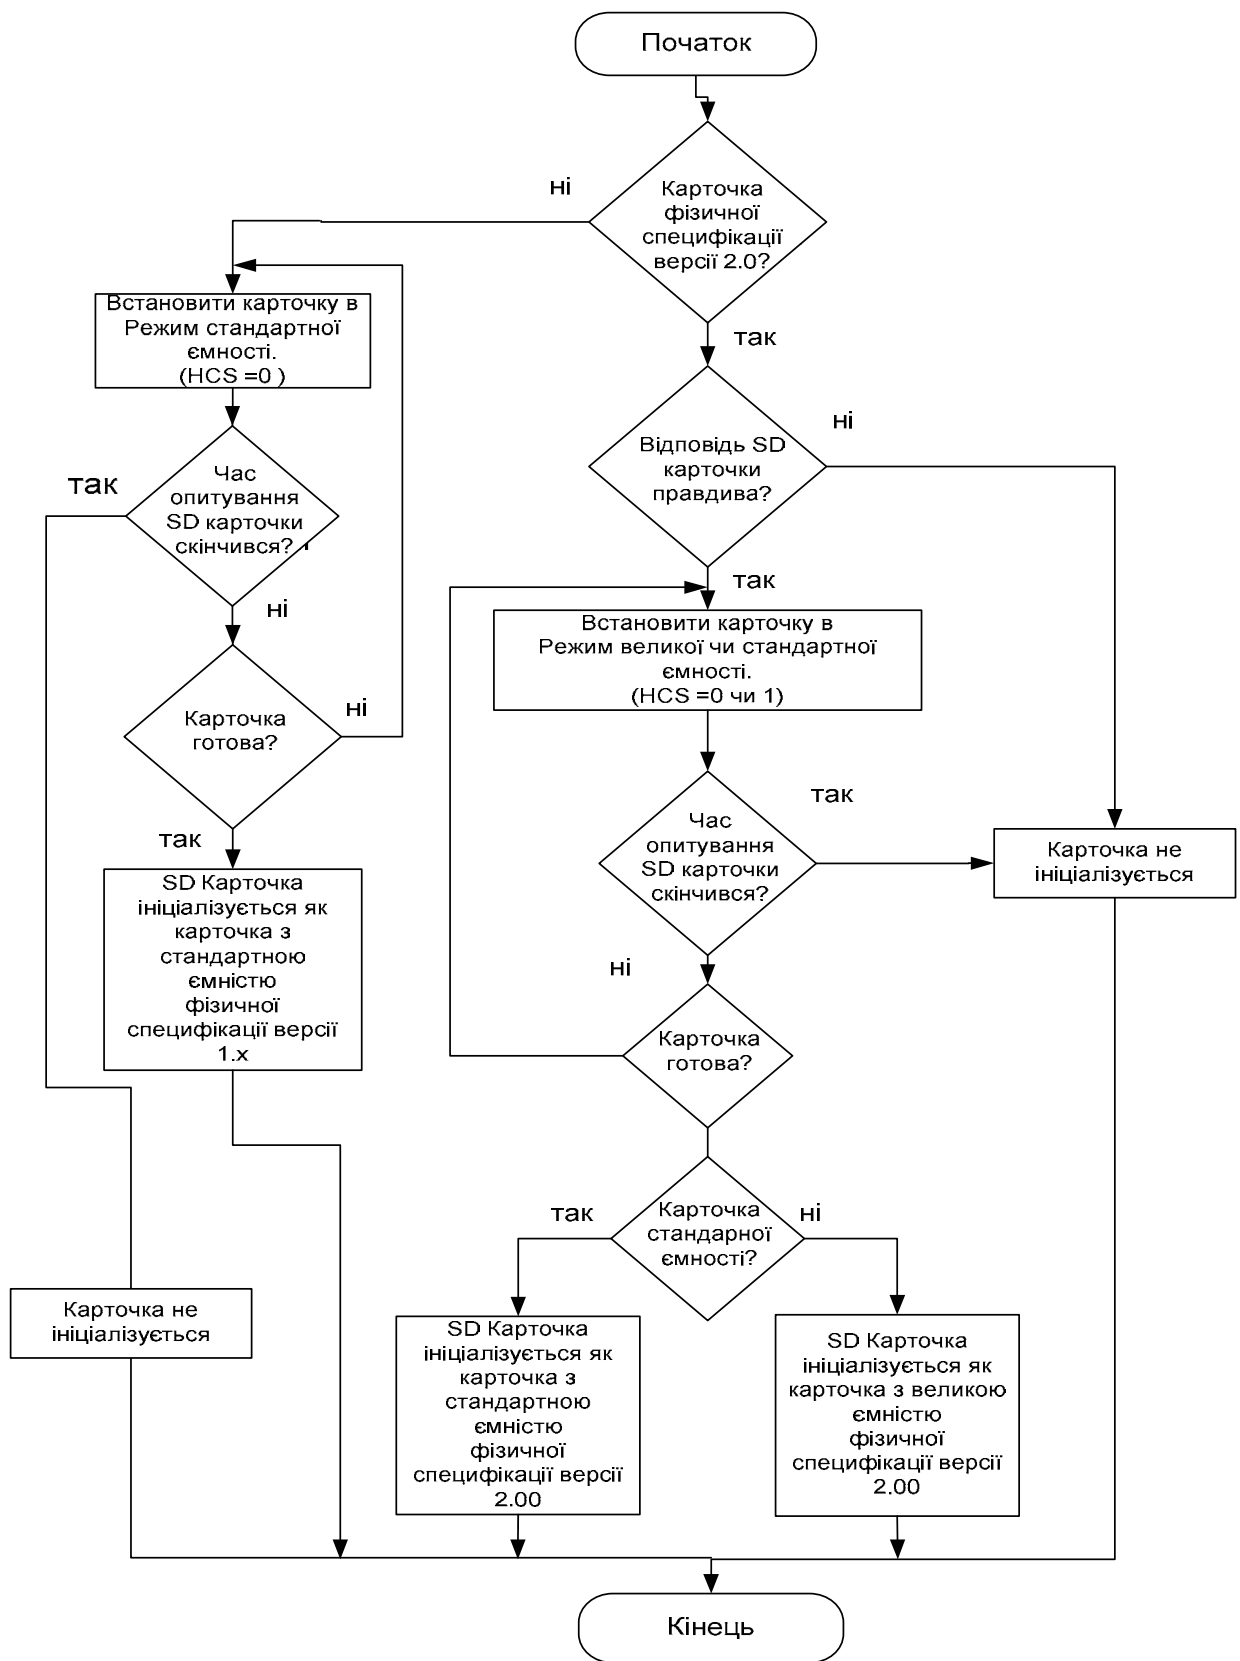 Початок
ні
Карточка
фізичної
специфікації
версії 2.0?
так
Встановити карточку в
Режим стандартної
ємності.
(HCS =0 )
ні
Відповідь SD
карточки
правдива?
так
Час
опитування
SD карточки
скінчився?
так
ні
Встановити карточку в
Режим великої чи стандартної
ємності.
(HCS =0 чи 1)
Карточка
готова?
ні
так
Час
опитування
SD карточки
скінчився?
так
Карточка не
ініціалізується
SD Карточка
ініціалізується як
карточка з
стандартною
ємністю
фізичної
специфікації версії
1.x
ні
Карточка
готова?
так
Карточка
стандарної
ємності?
ні
Карточка не
ініціалізується
SD Карточка
ініціалізується як
карточка з
стандартною
ємністю
фізичної
специфікації версії
2.00
SD Карточка
ініціалізується як
карточка з великою
ємністю
фізичної
специфікації версії
2.00
Кінець